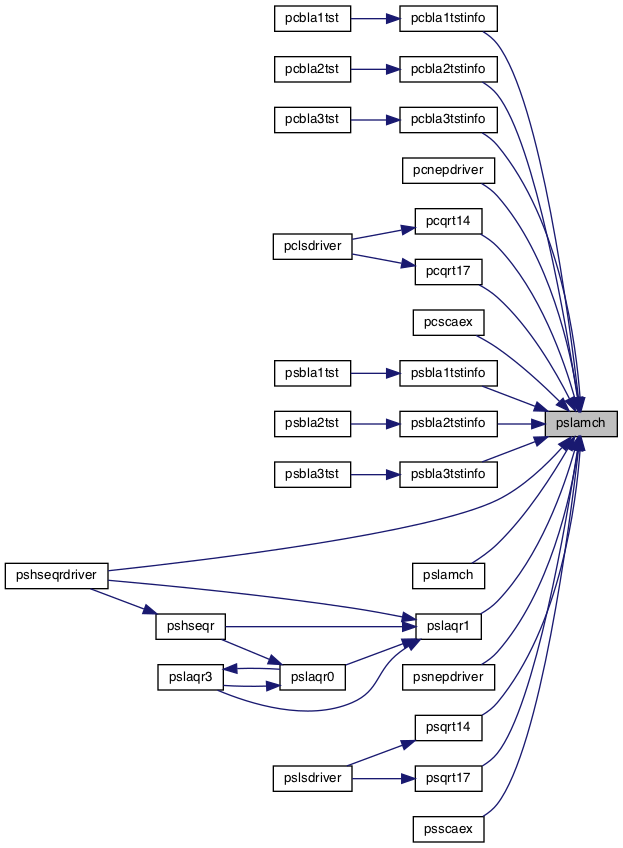 pcbla1tst
pcbla1tstinfo
pcbla2tst
pcbla2tstinfo
pcbla3tst
pcbla3tstinfo
pcnepdriver
pcqrt14
pclsdriver
pcqrt17
pcscaex
psbla1tst
psbla1tstinfo
psbla2tst
psbla2tstinfo
pslamch
psbla3tst
psbla3tstinfo
pshseqrdriver
pslamch
pshseqr
pslaqr1
pslaqr3
pslaqr0
psnepdriver
psqrt14
pslsdriver
psqrt17
psscaex